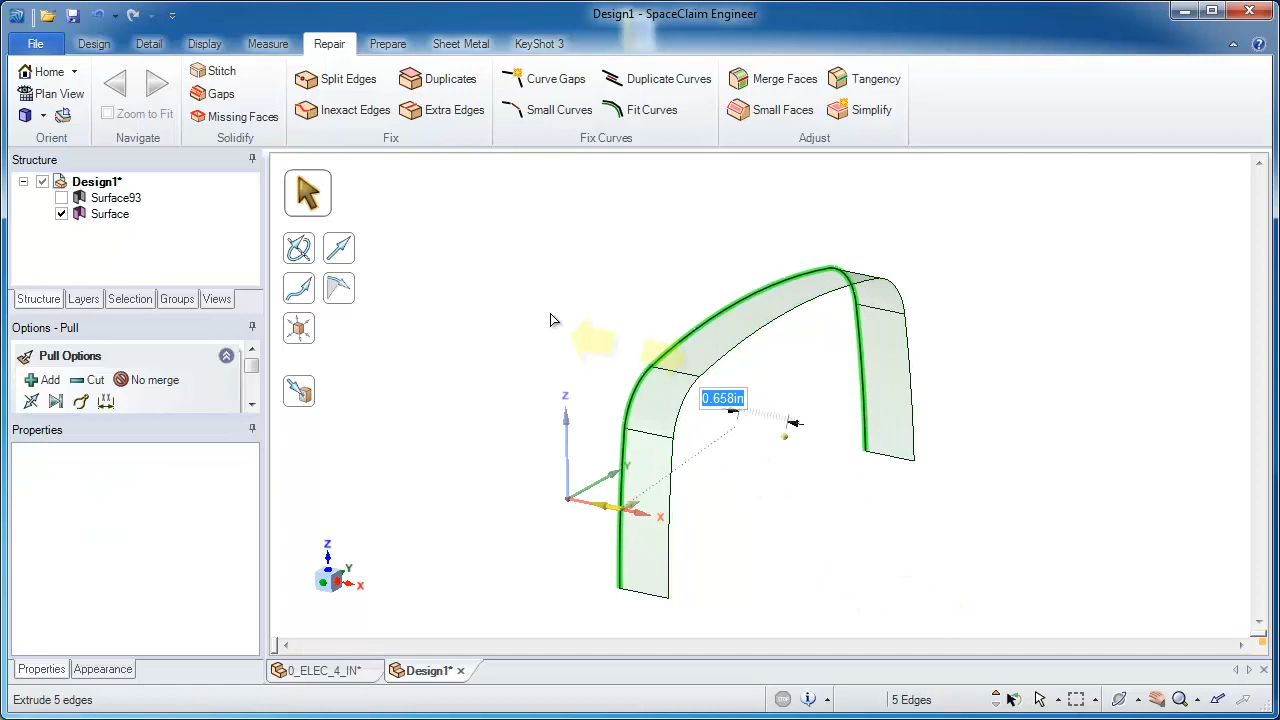 Design1 - SpaceClaim Engineer
File Design Detail Display Measure Repair Prepare Sheet Metal KeyShot 3
Home Stitch Split Edges Duplicates Curve Gaps Duplicate Curves Merge Faces Tangency
Plan View Gaps
Zoom to Fit Missing Faces Inexact Edges Extra Edges Small Curves Fit Curves Small Faces Simplify
Orient Navigate Solidify Fix Fix Curves Adjust
Structure
Design1*
Surface93
Surface
Structure Layers Selection Groups Views
Options - Pull
Pull Options
Add Cut No merge
Properties
0.658in
Z
Y
X
Z
Y
X
Properties Appearance
0_ELEC_4_IN* Design1*
Extrude 5 edges 5 Edges